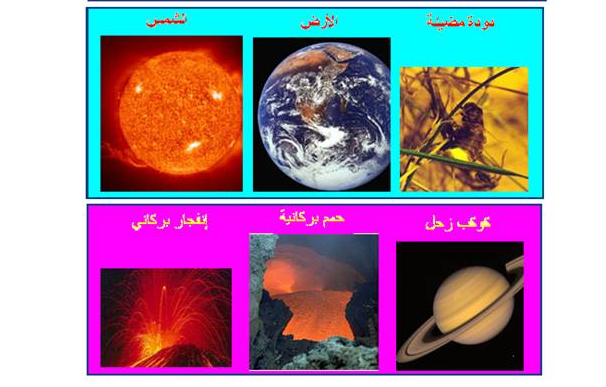 دودة مضيئة
الأرض
الشمس
كوكب زحل
حمم بركانية
إنفجار بركاني